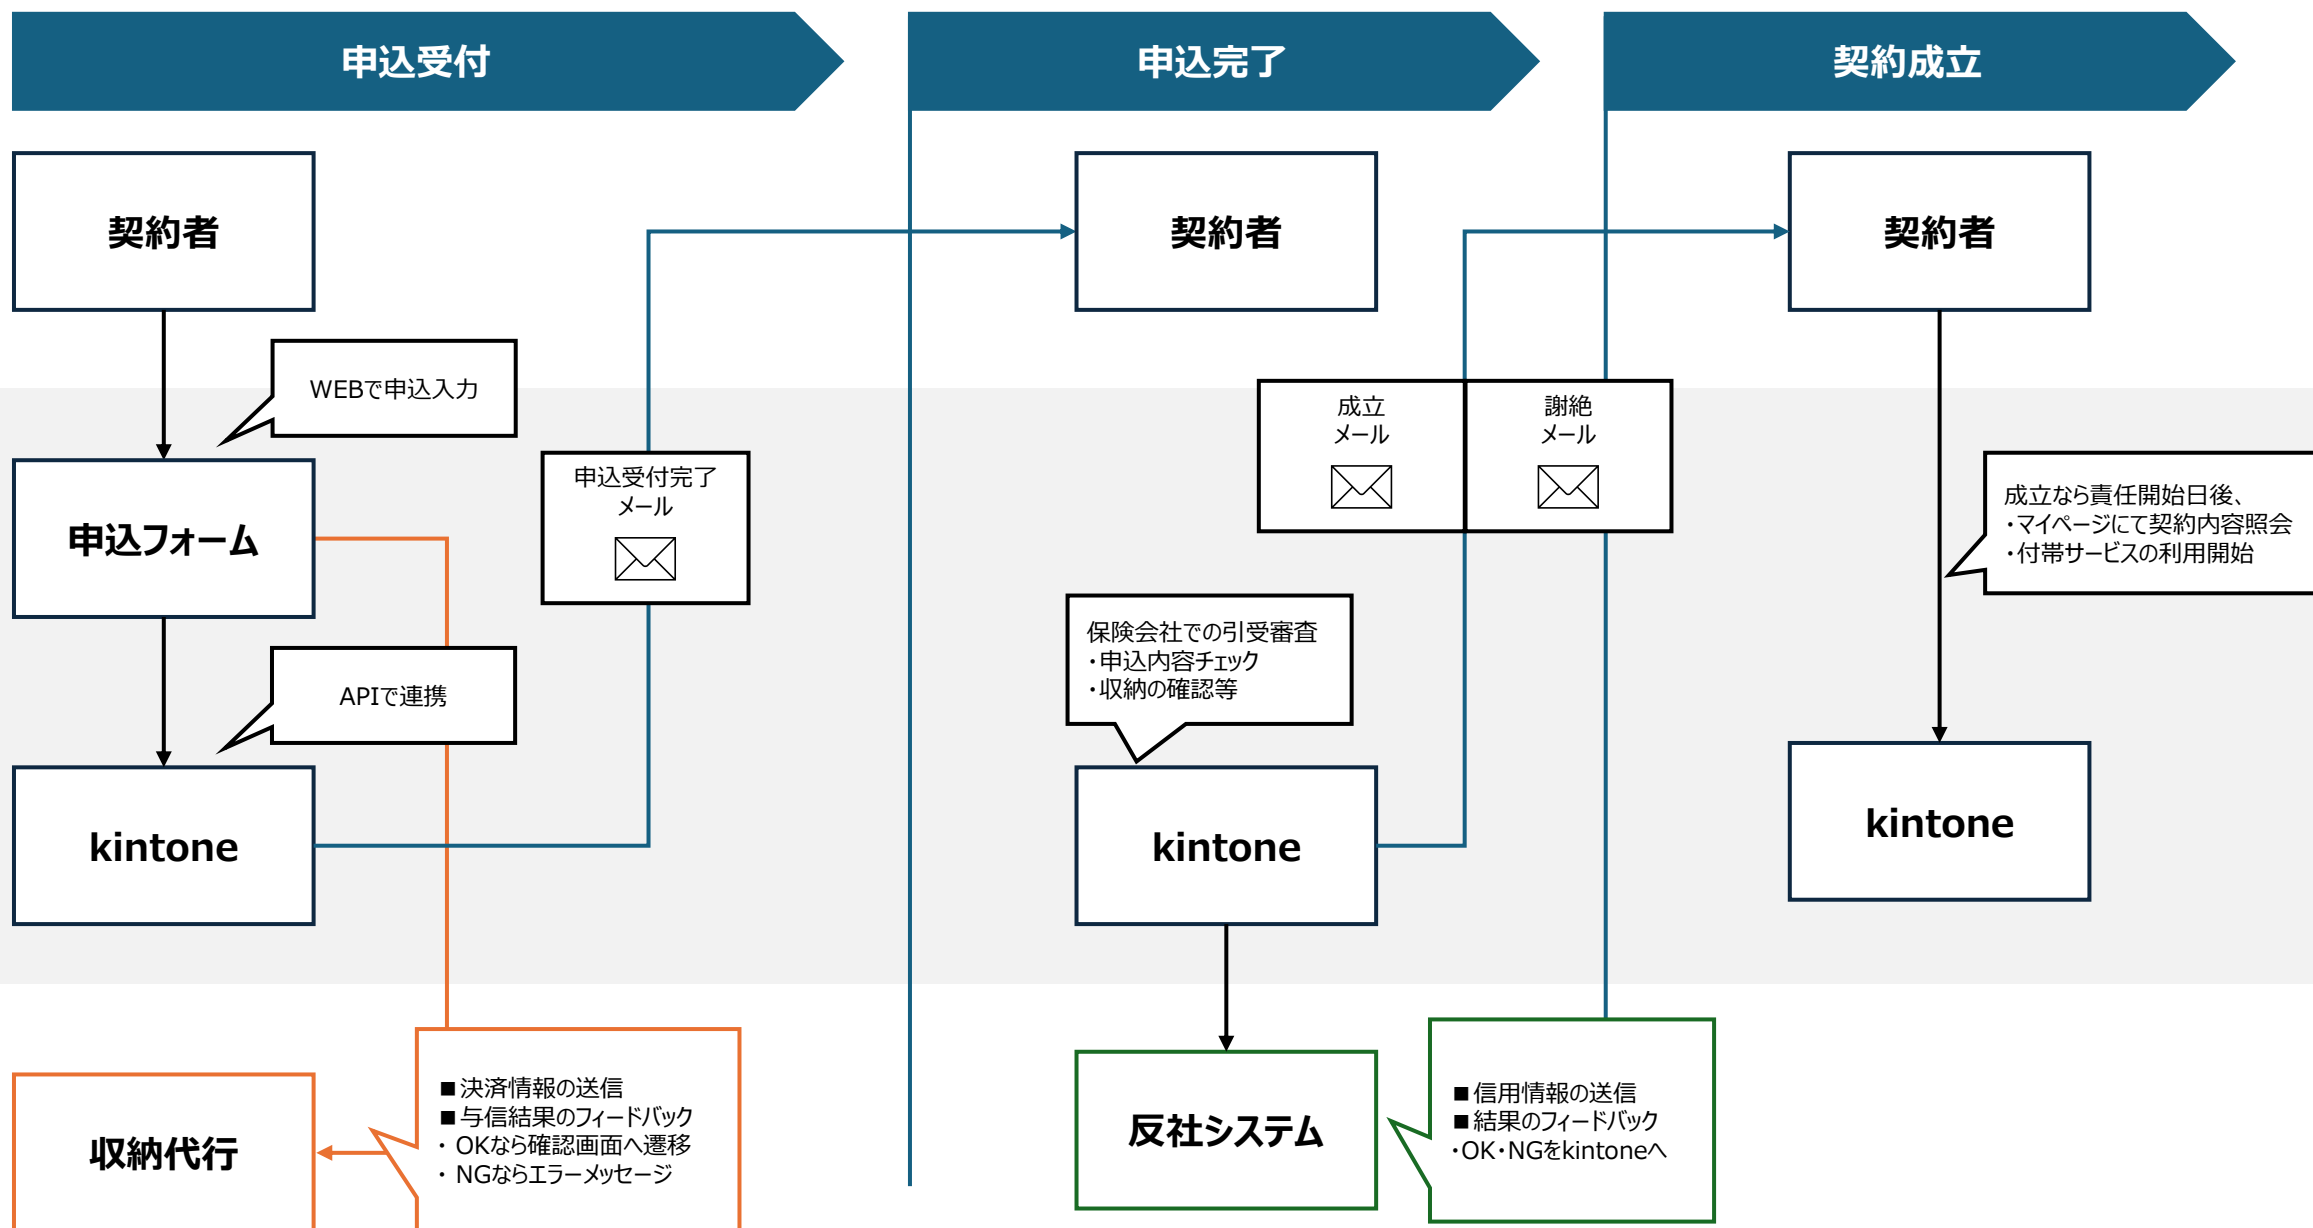 申込受付
申込完了
契約成立
契約者
契約者
契約者
WEBで申込入力
申込フォーム
申込受付完了
メール
APIで連携
kintone
成立
メール
謝絶
メール
保険会社での引受審査
・申込内容チェック
・収納の確認等
kintone
成立なら責任開始日後、
・マイページにて契約内容照会
・付帯サービスの利用開始
kintone
収納代行
■決済情報の送信
■与信結果のフィードバック
・ OKなら確認画面へ遷移
・ NGならエラーメッセージ
反社システム
■信用情報の送信
■結果のフィードバック
・OK・NGをkintoneへ